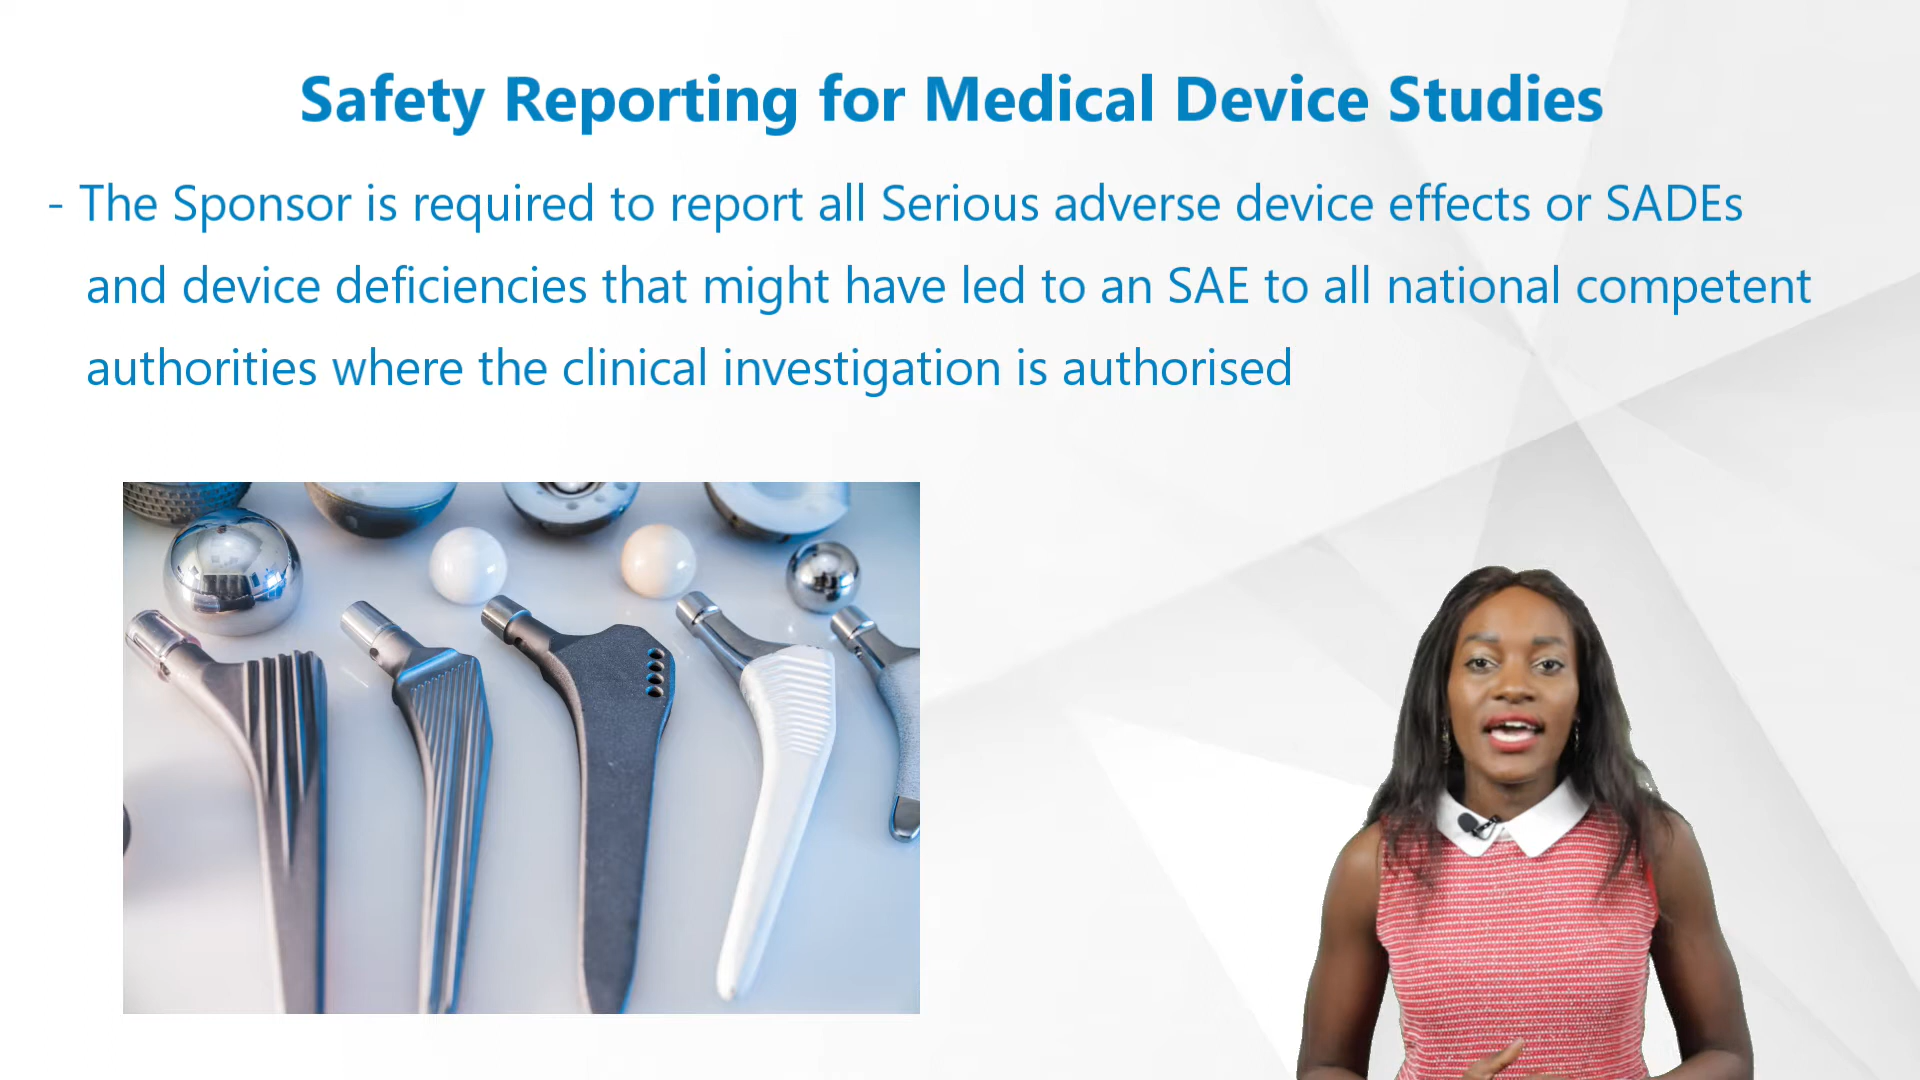 Safety Reporting for Medical Device Studies
- The Sponsor is required to report all Serious adverse device effects or SADEs
and device deficiencies that might have led to an SAE to all national competent
authorities where the clinical investigation is authorised